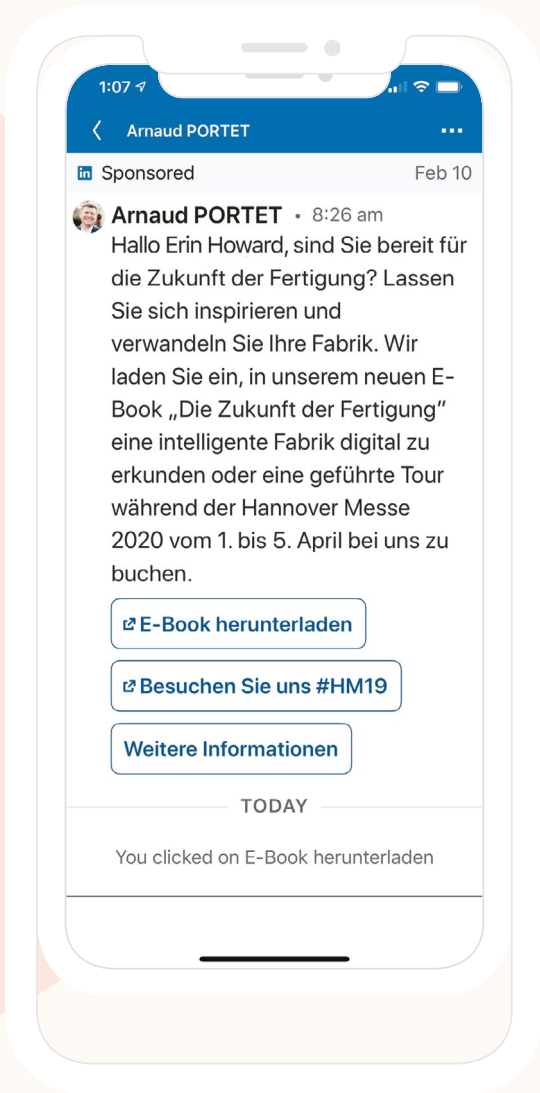 1:07
Arnaud PORTET
in Sponsored Feb 10
Arnaud PORTET • 8:26 am
Hallo Erin Howard, sind Sie bereit für
die Zukunft der Fertigung? Lassen
Sie sich inspirieren und
verwandeln Sie Ihre Fabrik. Wir
laden Sie ein, in unserem neuen E-
Book „Die Zukunft der Fertigung”
eine intelligente Fabrik digital zu
erkunden oder eine geführte Tour
während der Hannover Messe
2020 vom 1. bis 5. April bei uns zu
buchen.
E-Book herunterladen
Besuchen Sie uns #HM19
Weitere Informationen
TODAY
You clicked on E-Book herunterladen